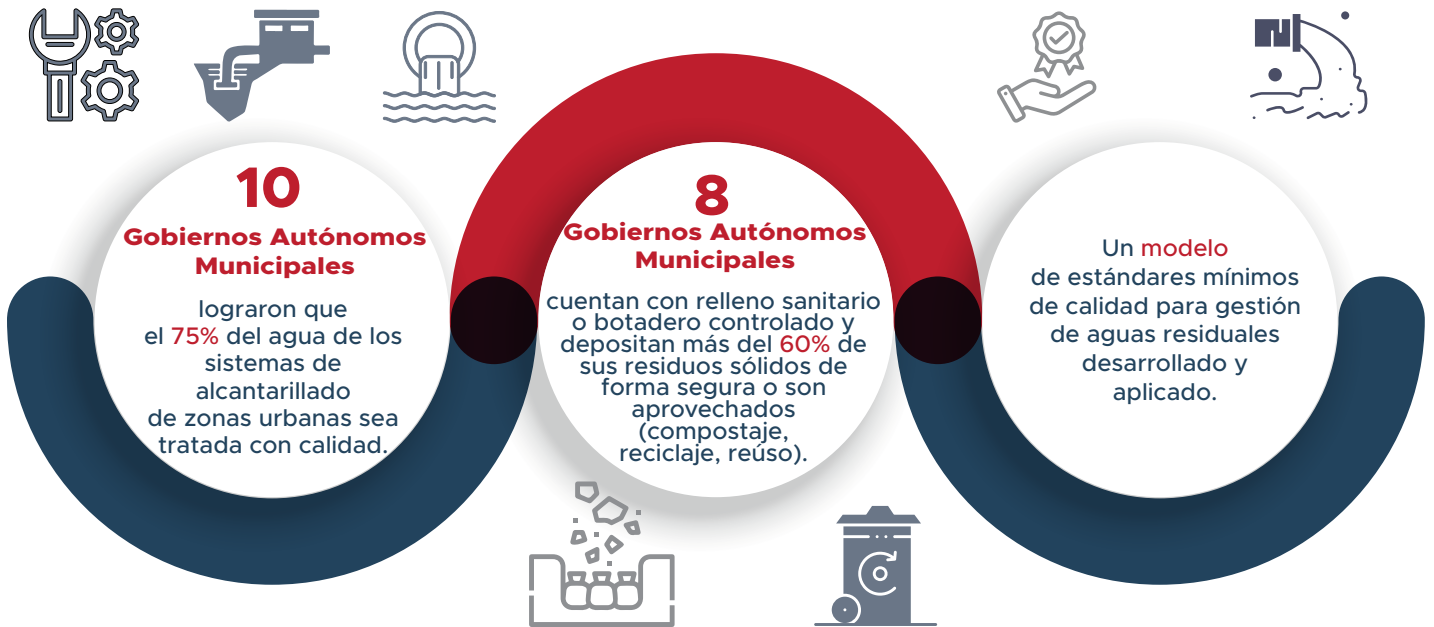 10
Gobiernos Autónomos
Municipales
lograron que
el 75% del agua de los
sistemas de
alcantarillado
de zonas urbanas sea
tratada con calidad.
8
Gobiernos Autónomos
Municipales
cuentan con relleno sanitario
o botadero controlado y
depositan más del 60% de
sus residuos sólidos de
forma segura o son
aprovechados
(compostaje,
reciclaje, reúso).
Un modelo
de estándares mínimos
de calidad para gestión
de aguas residuales
desarrollado y
aplicado.